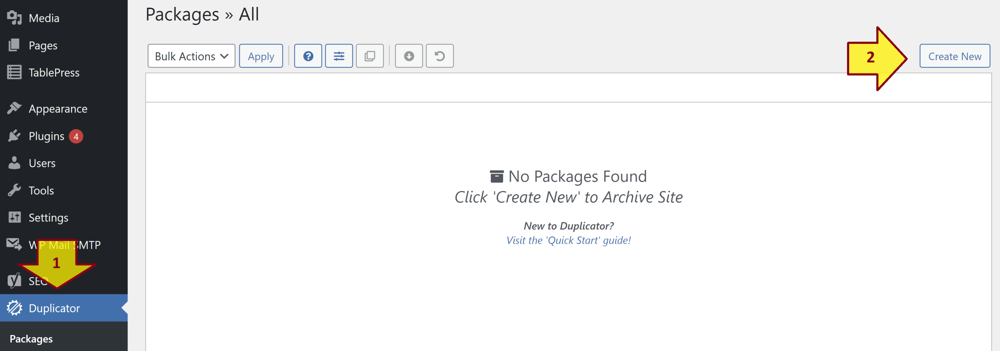 Media
Pages
TablePress
Appearance
Plugins 4
Users
Tools
Settings
WP Mail SMTP
1
SEO
Duplicator
Packages
Packages » All
Bulk Actions Apply
2
Create New
No Packages Found
Click 'Create New' to Archive Site
New to Duplicator?
Visit the 'Quick Start' guide!